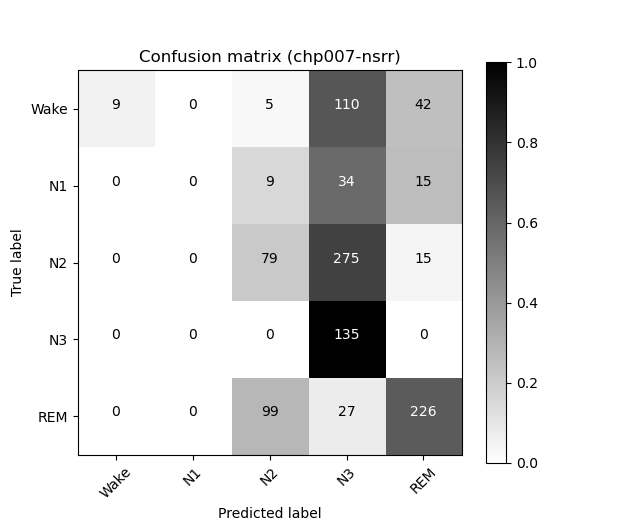 Confusion matrix (chp007-nsrr)
True label
Wake 9 0 5 110 42
N1 0 0 9 34 15
N2 0 0 79 275 15
N3 0 0 0 135 0
REM 0 0 99 27 226
Wake N1 N2 N3 REM
Predicted label
1.0
0.8
0.6
0.4
0.2
0.0